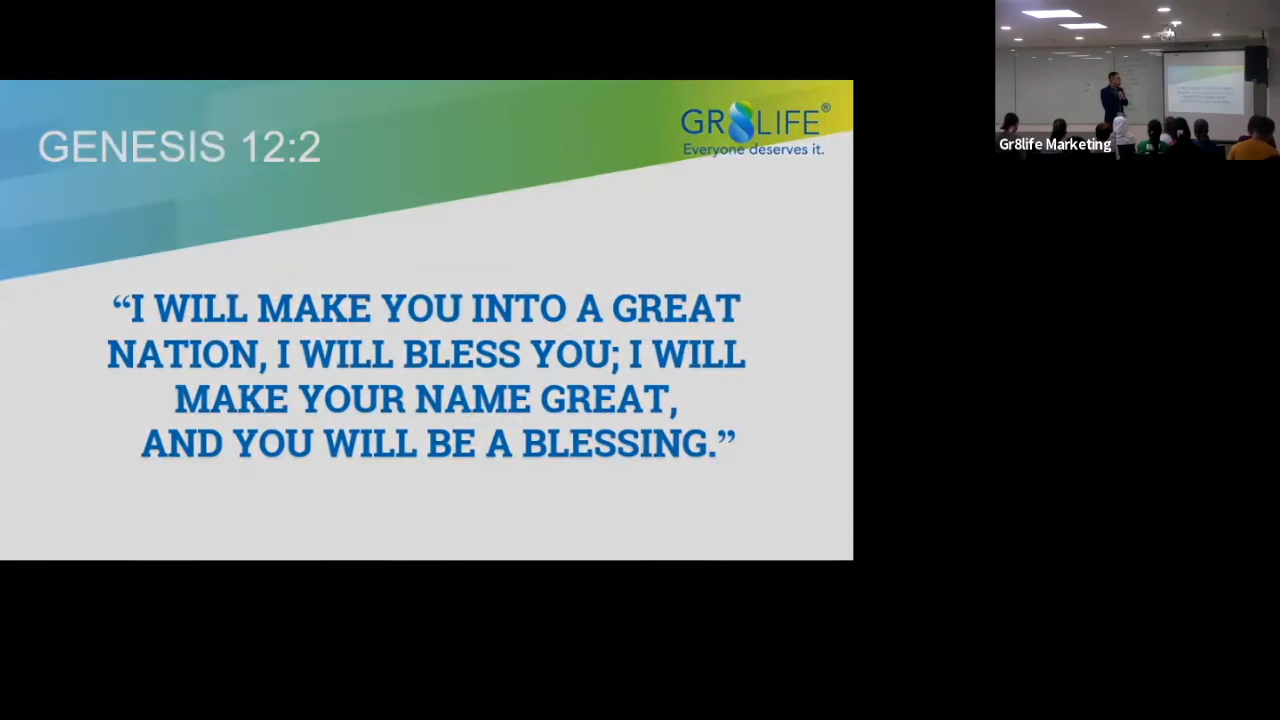 GENESIS 12:2
GR8LIFE®
Everyone deserves it.
“I WILL MAKE YOU INTO A GREAT
NATION, I WILL BLESS YOU; I WILL
MAKE YOUR NAME GREAT,
AND YOU WILL BE A BLESSING.”
Gr8life Marketing